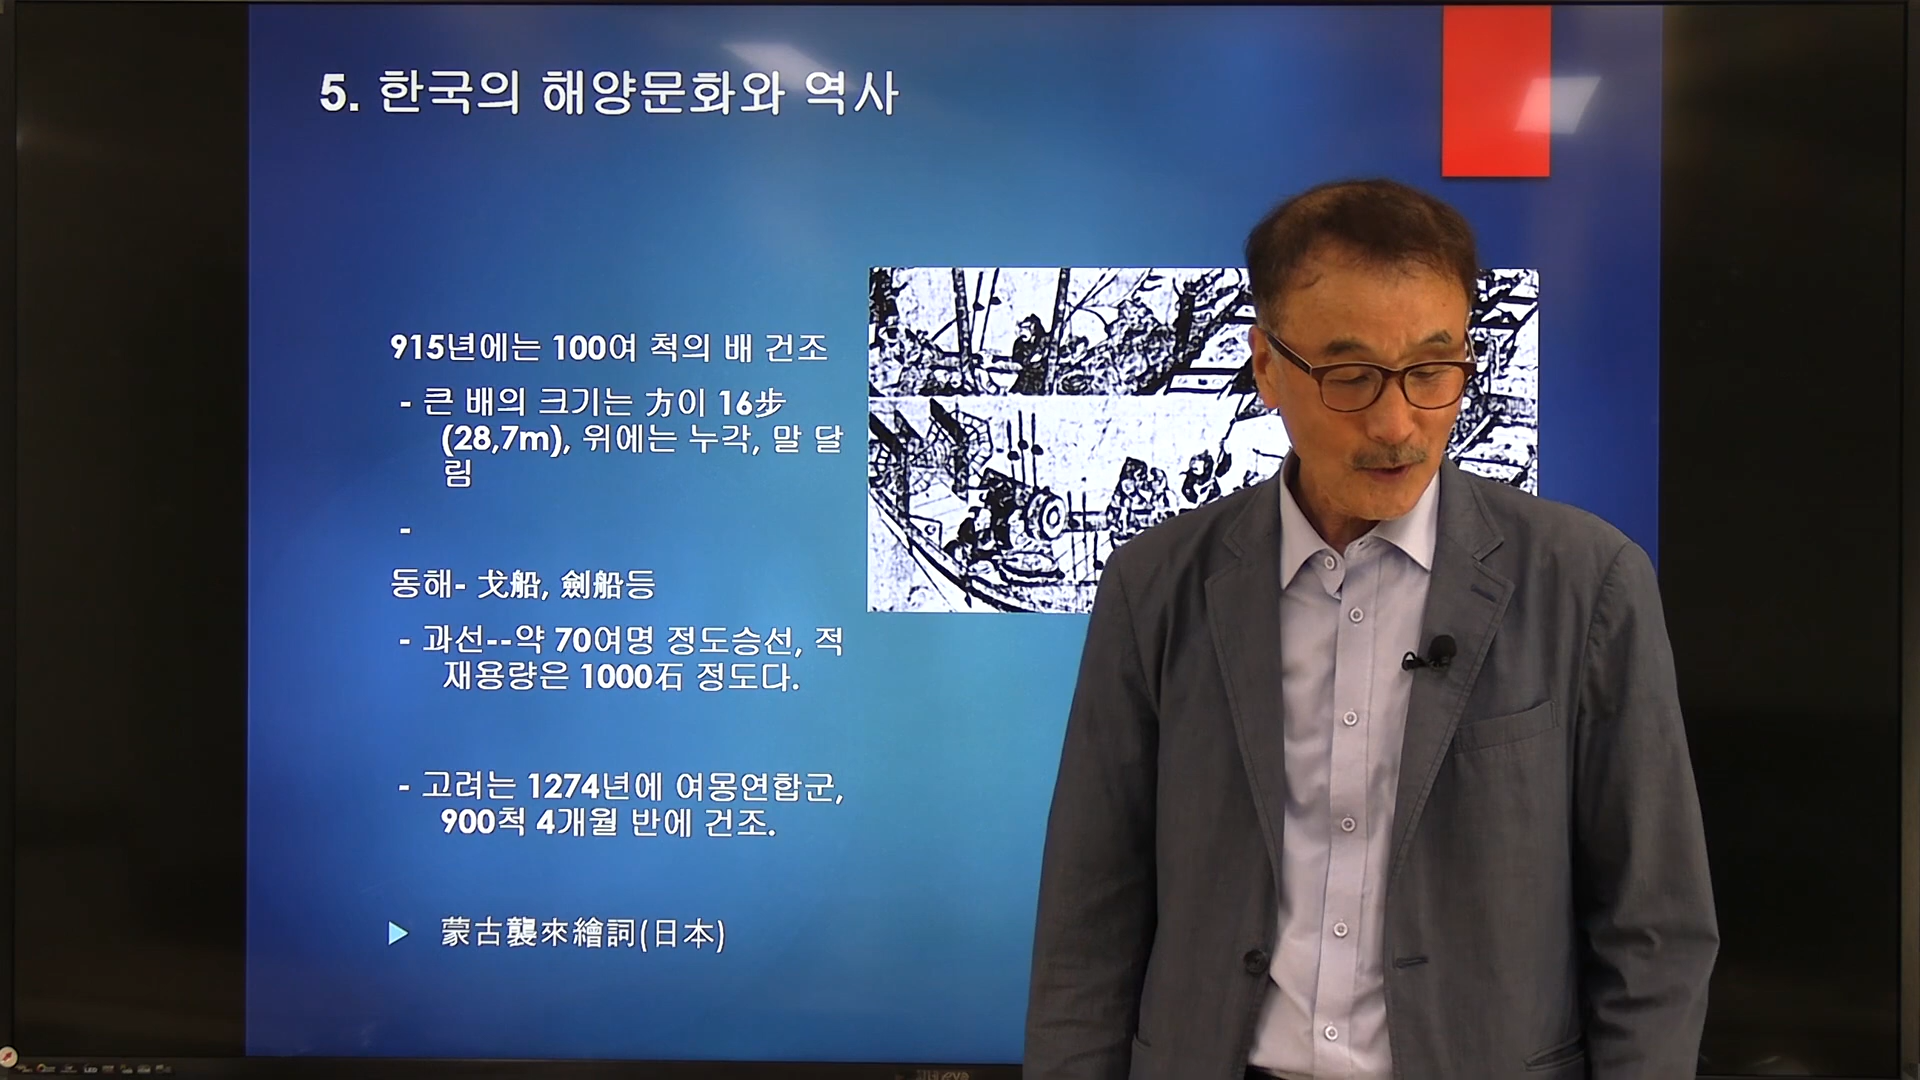 5. 한국의 해양문화와 역사
915년에는 100여 척의 배 건조
- 큰 배의 크기는 方이 16步
(28,7m), 위에는 누각, 말 달
림
-
동해- 戈船, 劍船등
- 과선--약 70여명 정도승선, 적
재용량은 1000石 정도다.
- 고려는 1274년에 여몽연합군,
900척 4개월 반에 건조.
蒙古襲來繪詞(日本)